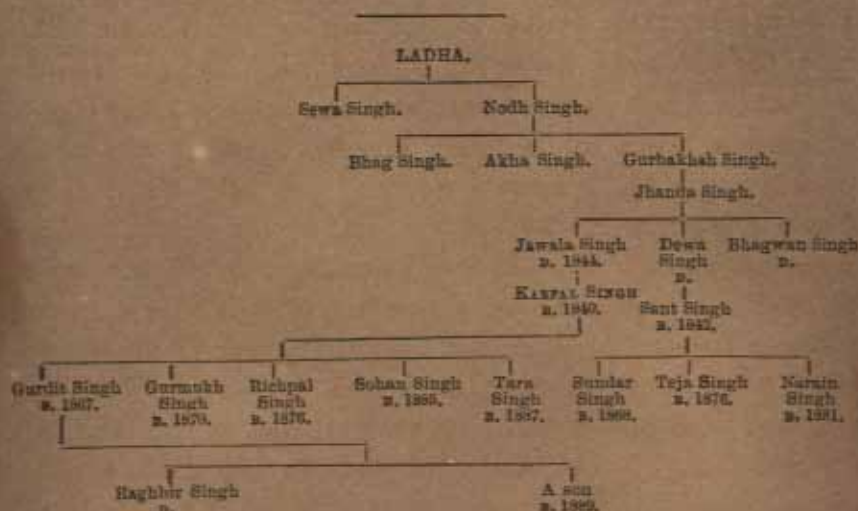 LADHA.
Sewa Singh. Nodh Singh.
Bhag Singh. Akha Singh. Gurbakhsh Singh.
Jhanda Singh.
Jawala Singh Dewa Bhagwan Singh
D. 1844. Singh D.
D.
SINGH Sant Singh
B. 1840. B. 1842.
Gurdit Singh Gurmukh Richpal Sohan Singh Tara Sundar Teja Singh Narain
B. 1867. Singh Singh B. 1885. Singh Singh B. 1876. Singh
B. 1870. B. 1876. B. 1887. B. 1868. B. 1881.
Raghbir Singh A son
B. 1889.